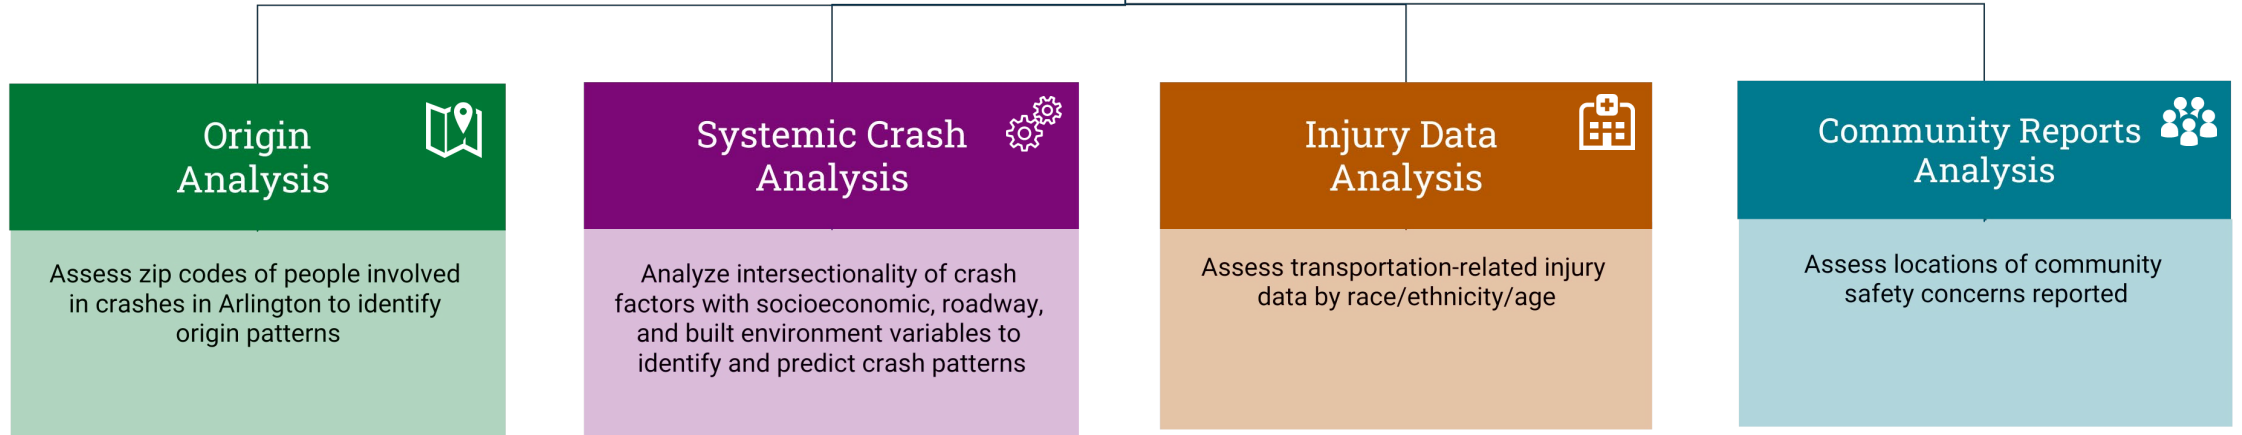 Origin
Analysis
Assess zip codes of people involved
in crashes in Arlington to identify
origin patterns
Systemic Crash
Analysis
Analyze intersectionality of crash
factors with socioeconomic, roadway,
and built environment variables to
identify and predict crash patterns
Injury Data
Analysis
Assess transportation-related injury
data by race/ethnicity/age
Community Reports
Analysis
Assess locations of community
safety concerns reported